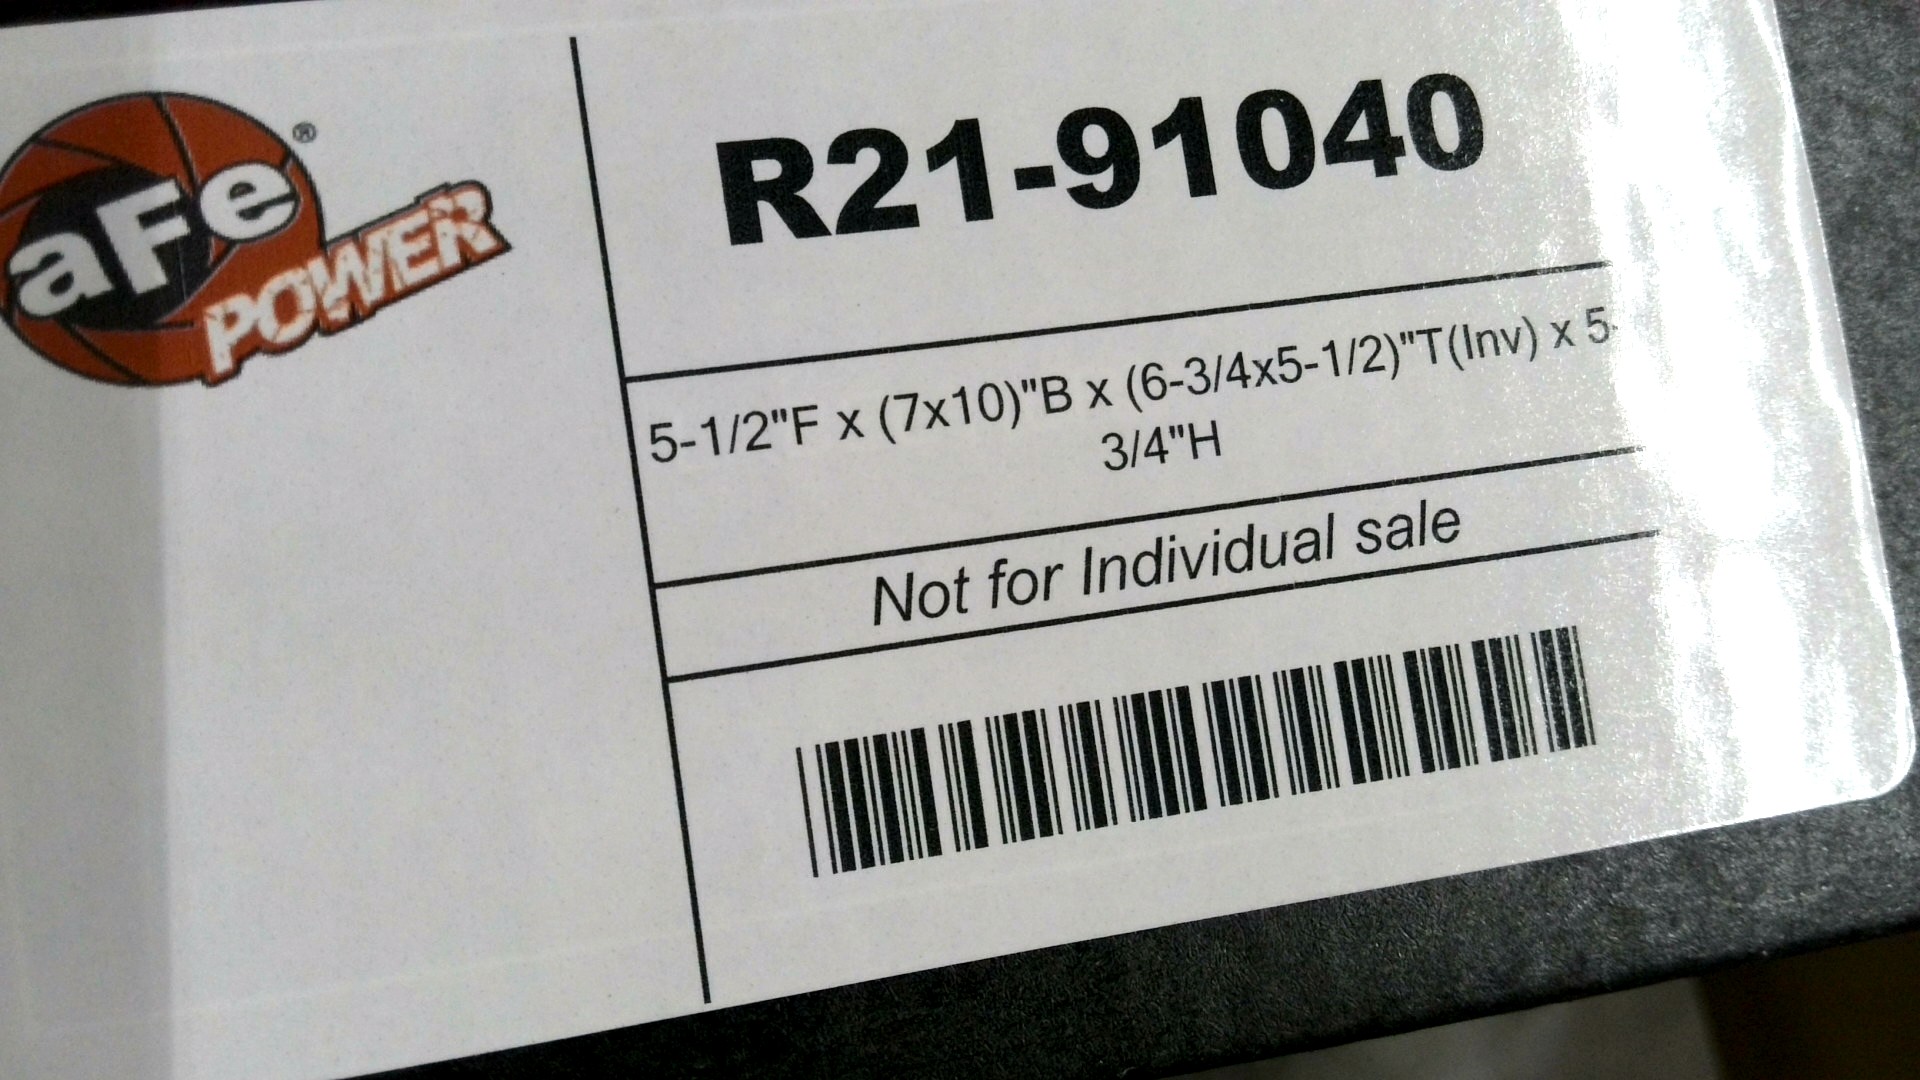 aFe®
POWER
R21-91040
5-1/2"F x (7x10)"B x (6-3/4x5-1/2)"T(Inv) x 5-
3/4"H
Not for Individual sale